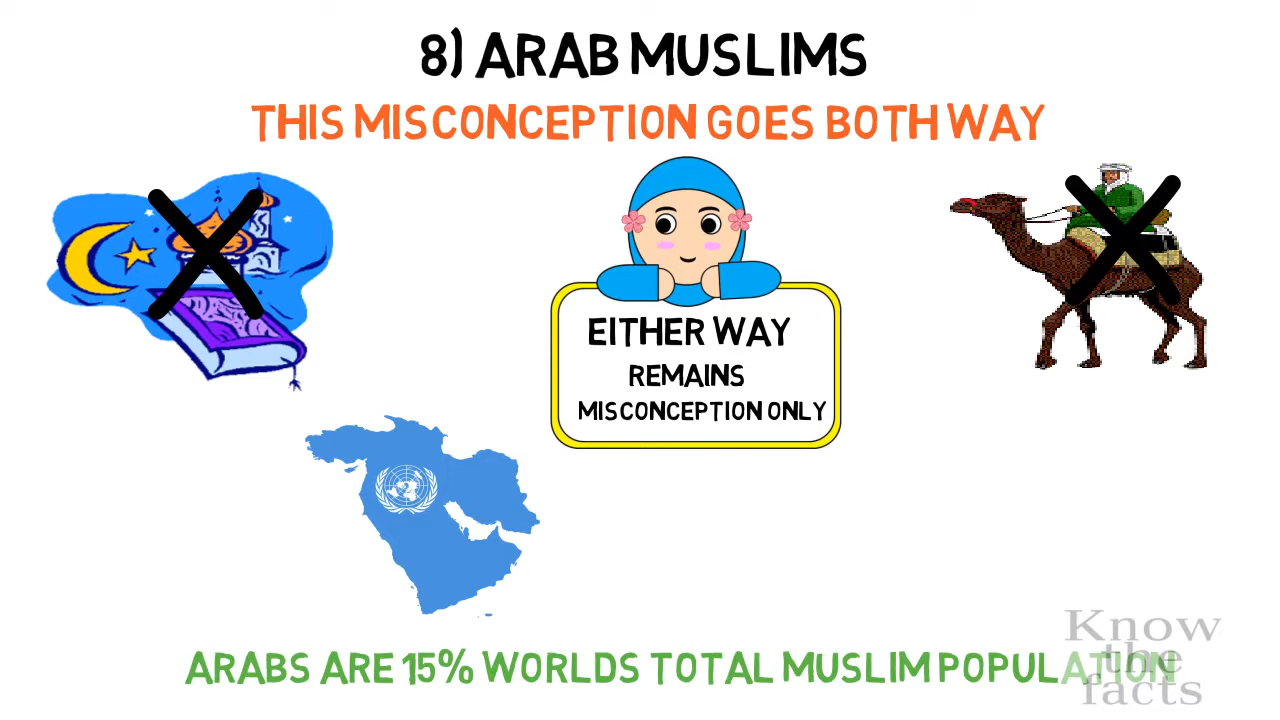 8) ARAB MUSLIMS
THIS MISCONCEPTION GOES BOTH WAY
EITHER WAY
REMAINS
MISCONCEPTION ONLY
ARABS ARE 15% WORLDS TOTAL MUSLIM POPULATION
Know
the
facts